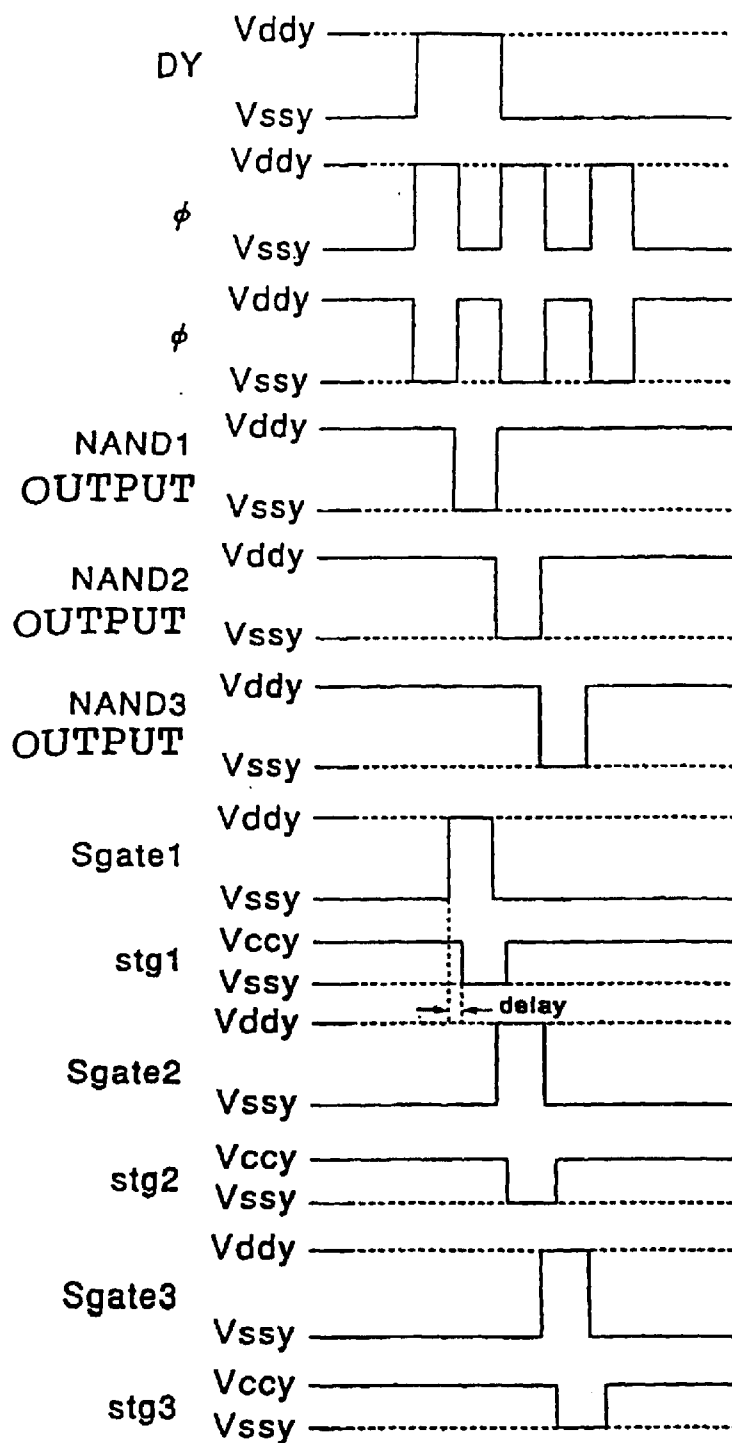 Vddy
DY
Vssy
Vddy
ϕ
Vssy
Vddy
ϕ
Vssy
Vddy
NAND1
OUTPUT
Vssy
Vddy
NAND2
OUTPUT
Vssy
Vddy
NAND3
OUTPUT
Vssy
Vddy
Sgate1
Vssy
Vccy
stg1
Vssy
delay
Vddy
Sgate2
Vssy
Vccy
stg2
Vssy
Vddy
Sgate3
Vssy
Vccy
stg3
Vssy